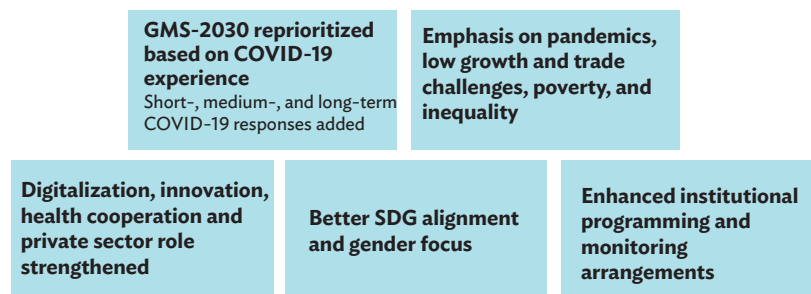 GMS-2030 reprioritized
based on COVID-19
experience
Short-, medium-, and long-term
COVID-19 responses added
Emphasis on pandemics,
low growth and trade
challenges, poverty, and
inequality
Digitalization, innovation,
health cooperation and
private sector role
strengthened
Better SDG alignment
and gender focus
Enhanced institutional
programming and
monitoring
arrangements